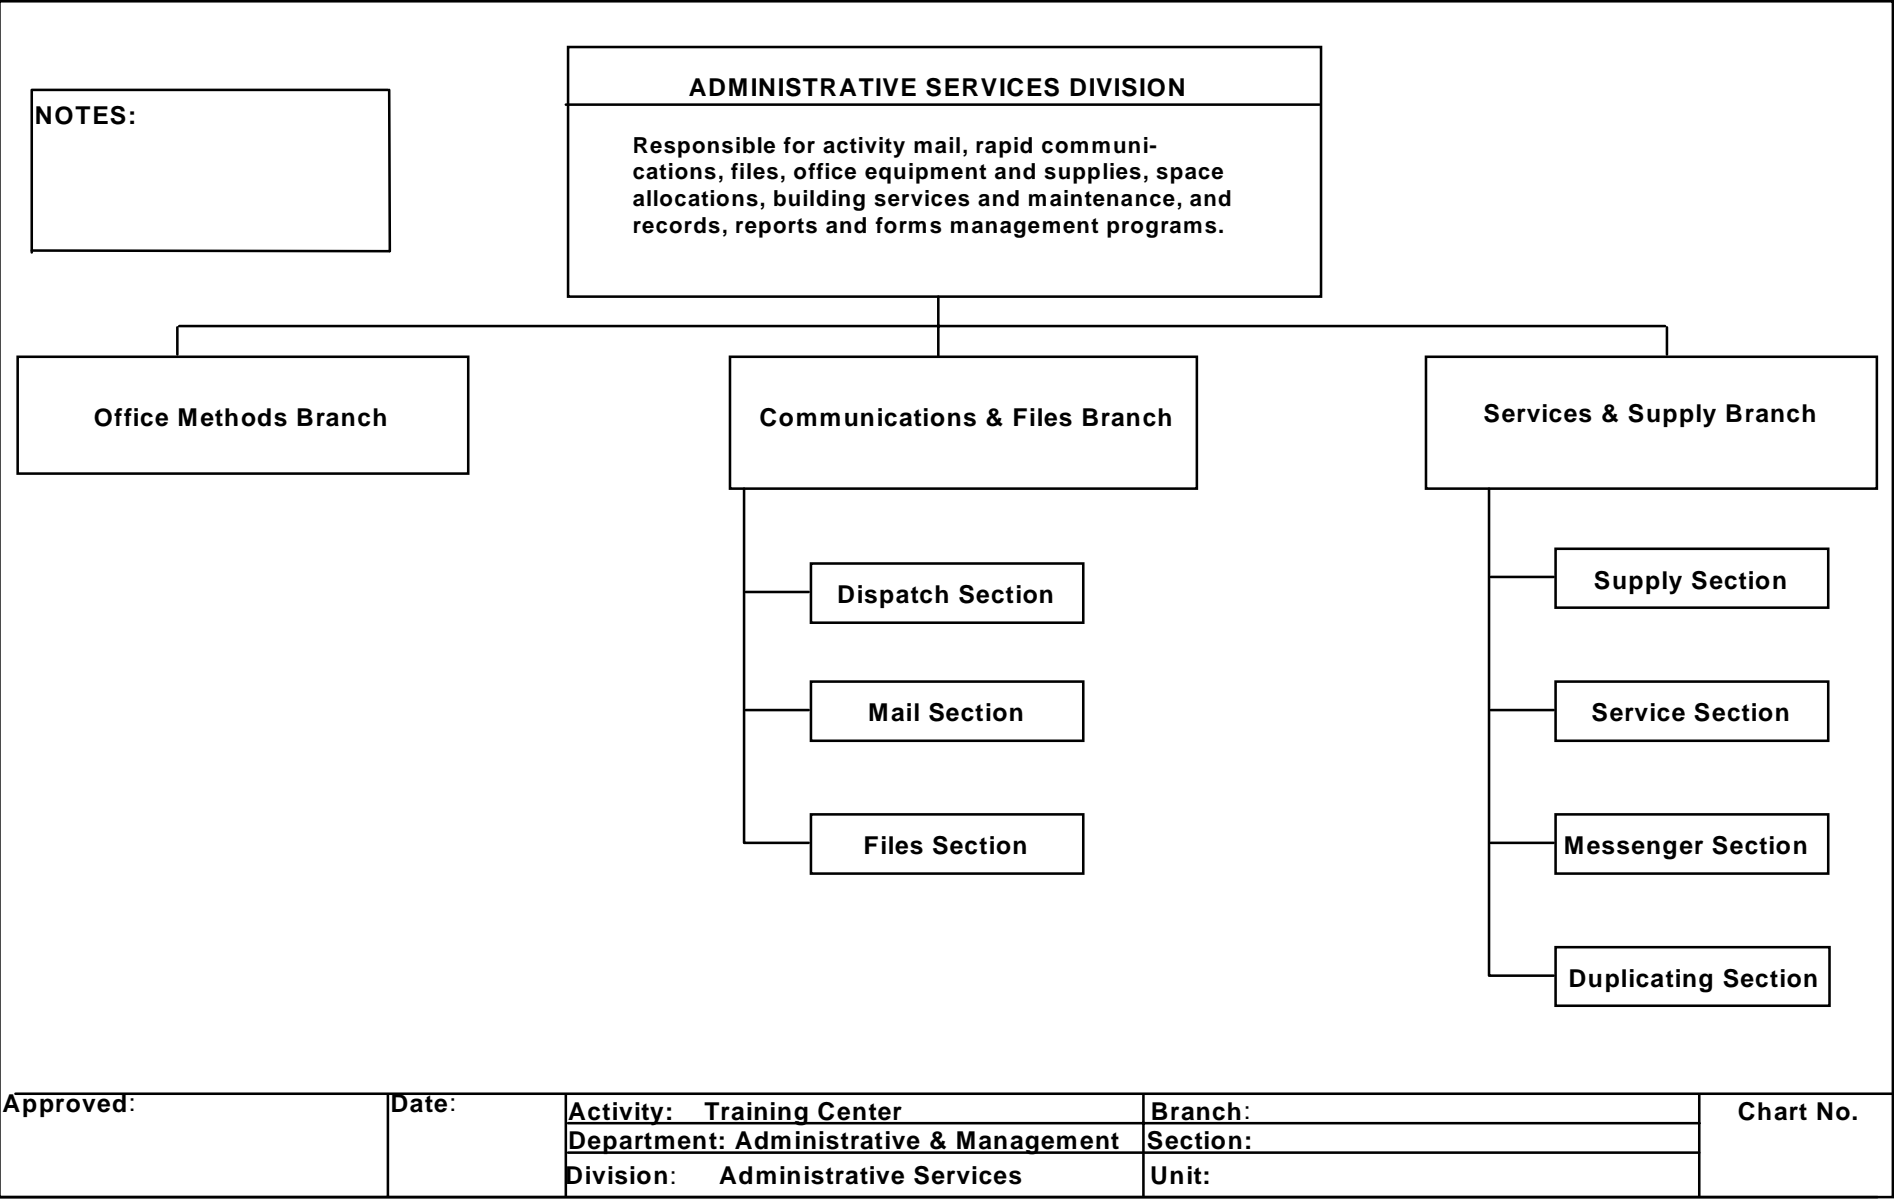 ADMINISTRATIVE SERVICES DIVISION
NOTES:
Responsible for activity mail, rapid communi-
cations, files, office equipment and supplies, space
allocations, building services and maintenance, and
records, reports and forms management programs.
Office Methods Branch
Communications & Files Branch
Services & Supply Branch
Dispatch Section
Mail Section
Files Section
Supply Section
Service Section
Messenger Section
Duplicating Section
Approved:
Date:
Activity: Training Center
Department: Administrative & Management
Division: Administrative Services
Branch:
Section:
Unit:
Chart No.